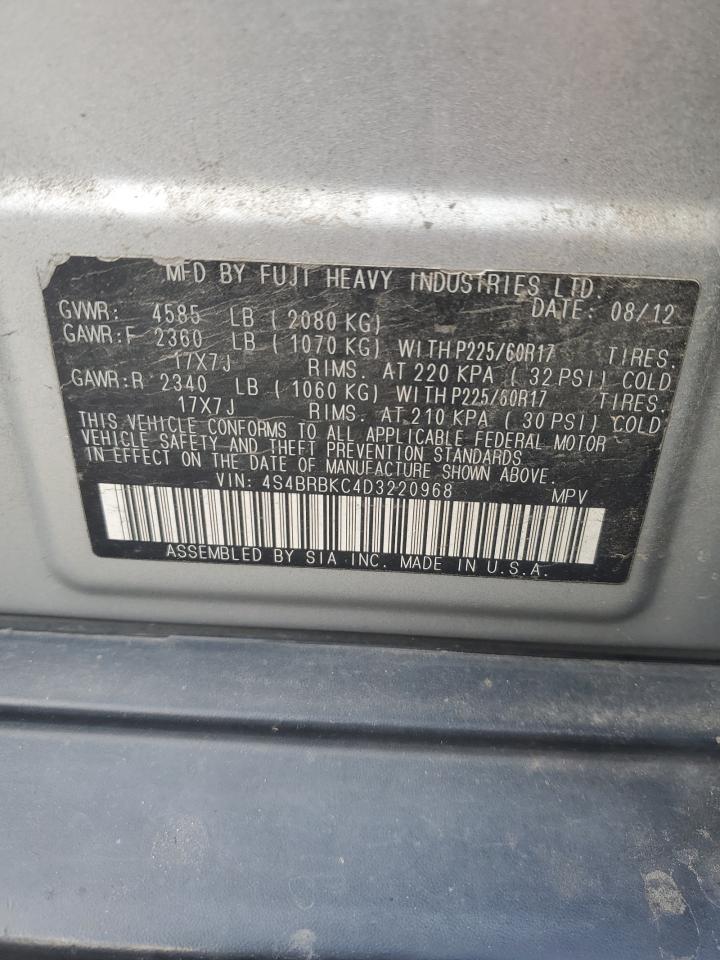 MFD BY FUJI HEAVY INDUSTRIES LTD.
GVWR: 4585 LB ( 2080 KG) DATE: 08/12
GAWR:F 2360 LB ( 1070 KG) WITH P225/60R17 TIRES.
17X7J RIMS. AT 220 KPA ( 32 PSI) COLD
GAWR:R 2340 LB ( 1060 KG) WITH P225/60R17 TIRES.
17X7J RIMS. AT 210 KPA ( 30 PSI) COLD
THIS VEHICLE CONFORMS TO ALL APPLICABLE FEDERAL MOTOR
VEHICLE SAFETY AND THEFT PREVENTION STANDARDS
IN EFFECT ON THE DATE OF MANUFACTURE SHOWN ABOVE.
VIN: 4S4BRBKC4D3220968 MPV
ASSEMBLED BY SIA INC. MADE IN U.S.A.